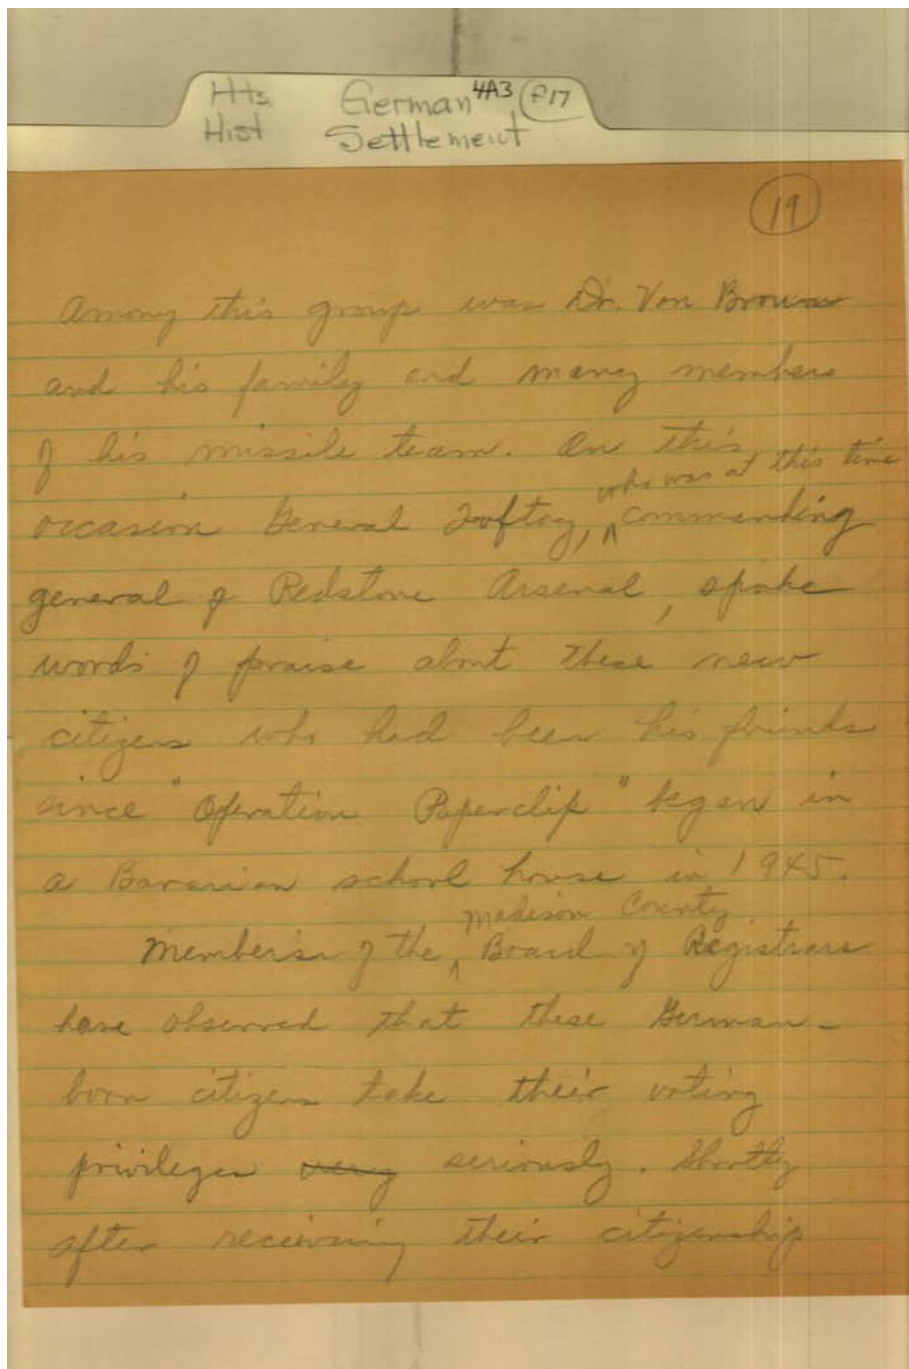 Hts. German 4A3 P17
Hist Settlement
19
Among this group was Dr. Von Braun
and his family and many members
of his missile team. On this
occasion General Toftoy, who was at this time commanding
general of Redstone Arsenal, spoke
words of praise about these new
citizens who had been his friends
since "Operation Paperclip" began in
a Bavarian school house in 1945.
Members of the Madison County Board of Registrars
have observed that these German-
born citizens take their voting
privileges very seriously. Shortly
after receiving their citizenship